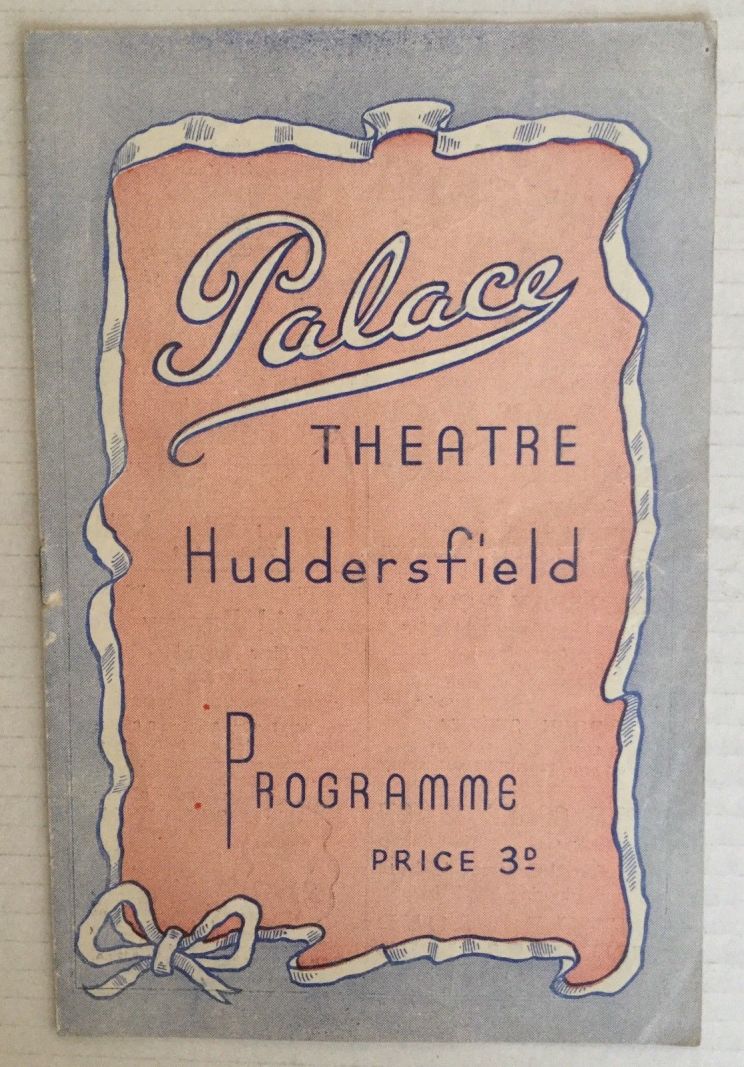 Palace
THEATRE
Huddersfield
PROGRAMME
PRICE 3D